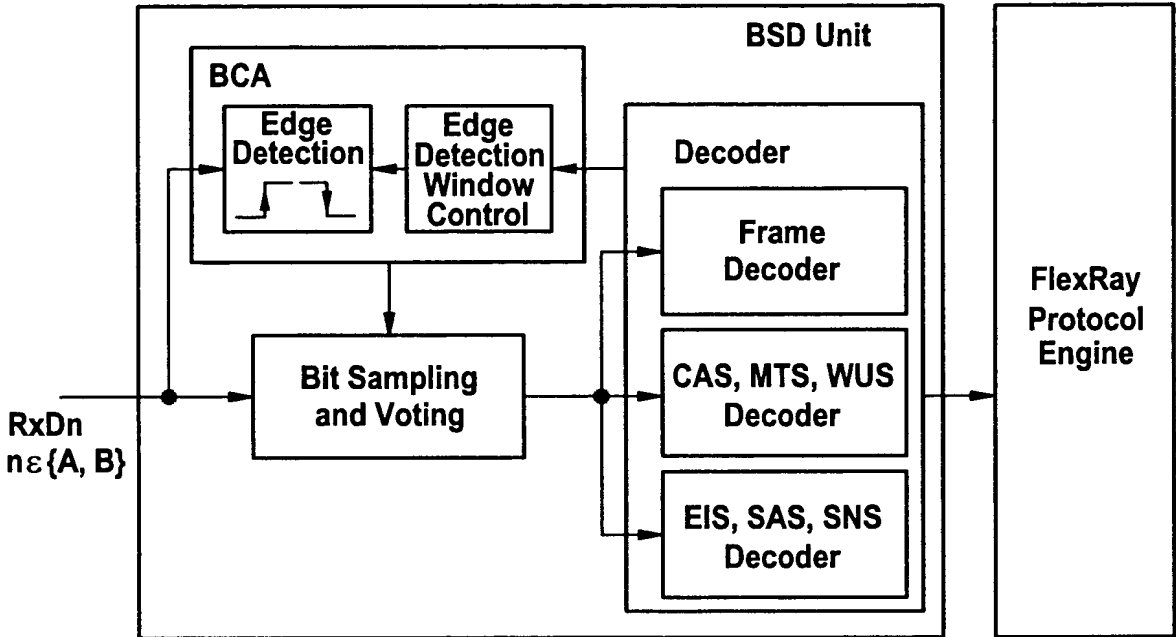 BSD Unit
BCA
Edge
Detection
Edge
Detection
Window
Control
Decoder
Frame
Decoder
FlexRay
Protocol
Engine
Bit Sampling
and Voting
CAS, MTS, WUS
Decoder
RxDn
nε{A, B}
EIS, SAS, SNS
Decoder